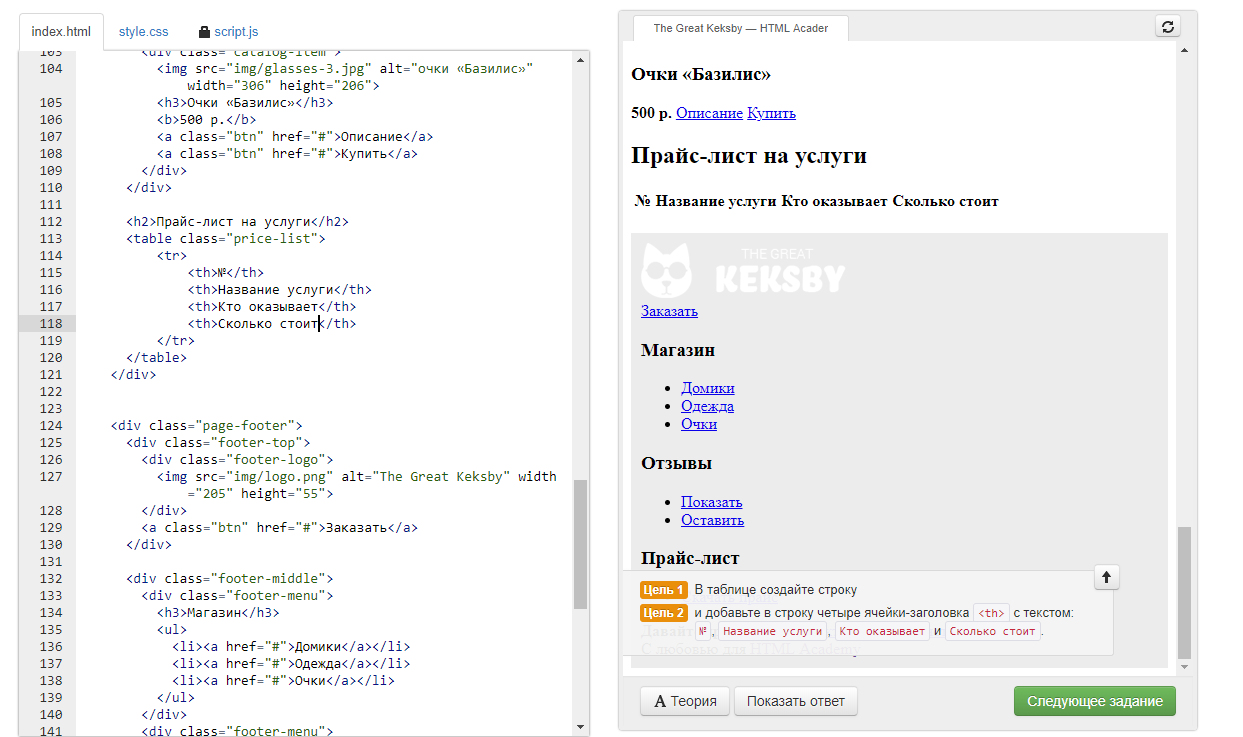 index.html style.css script.js
103 <div class="catalog-item">
104 <img src="img/glasses-3.jpg" alt="очки «Базилис»"
width="306" height="206">
105 <h3>Очки «Базилис»</h3>
106 <b>500 р.</b>
107 <a class="btn" href="#">Описание</a>
108 <a class="btn" href="#">Купить</a>
109 </div>
110 </div>
111
112 <h2>Прайс-лист на услуги</h2>
113 <table class="price-list">
114 <tr>
115 <th>№</th>
116 <th>Название услуги</th>
117 <th>Кто оказывает</th>
118 <th>Сколько стоит</th>
119 </tr>
120 </table>
121 </div>
122
123
124 <div class="page-footer">
125 <div class="footer-top">
126 <div class="footer-logo">
127 <img src="img/logo.png" alt="The Great Keksby" width
="205" height="55">
128 </div>
129 <a class="btn" href="#">Заказать</a>
130 </div>
131
132 <div class="footer-middle">
133 <div class="footer-menu">
134 <h3>Магазин</h3>
135 <ul>
136 <li><a href="#">Домики</a></li>
137 <li><a href="#">Одежда</a></li>
138 <li><a href="#">Очки</a></li>
139 </ul>
140 </div>
141 <div class="footer-menu">
The Great Keksby — HTML Acader
Очки «Базилис»
500 р. Описание Купить
Прайс-лист на услуги
№ Название услуги Кто оказывает Сколько стоит
THE GREAT
KEKSBY
Заказать
Магазин
Домики
Одежда
Очки
Отзывы
Показать
Оставить
Прайс-лист
Цель 1 В таблице создайте строку
Цель 2 и добавьте в строку четыре ячейки-заголовка <th> с текстом:
№, Название услуги, Кто оказывает и Сколько стоит.
С любовью для HTML Academy
A Теория Показать ответ Следующее задание